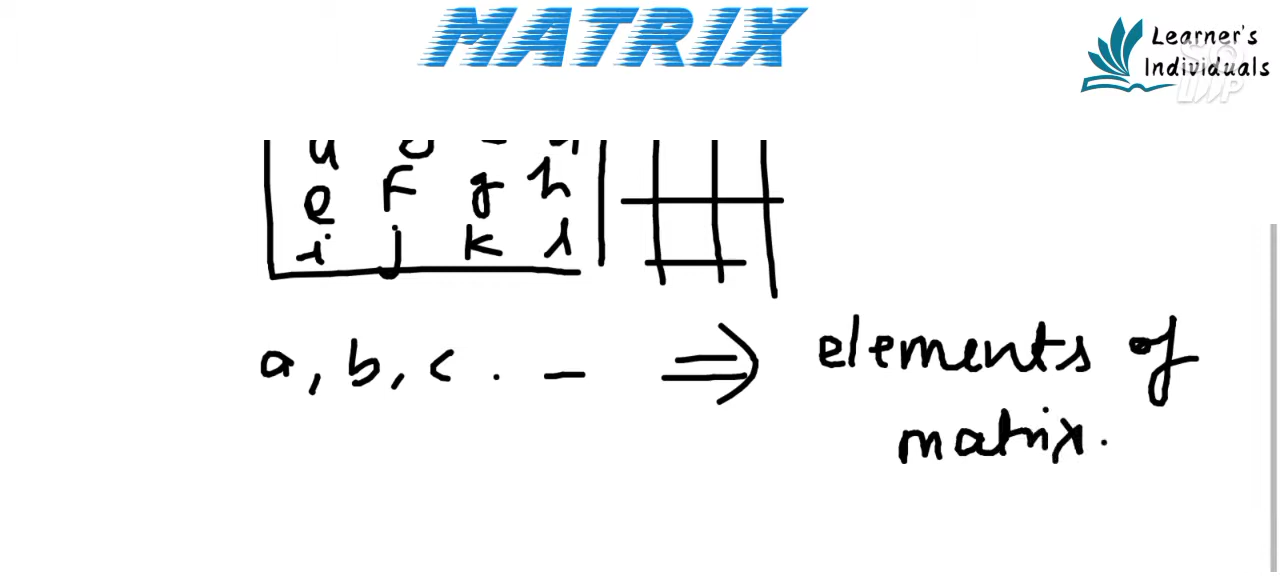 MATRIX
Learner's
Individuals
e F g h
i j k l
a, b, c . _ ⇒ elements of
matrix.